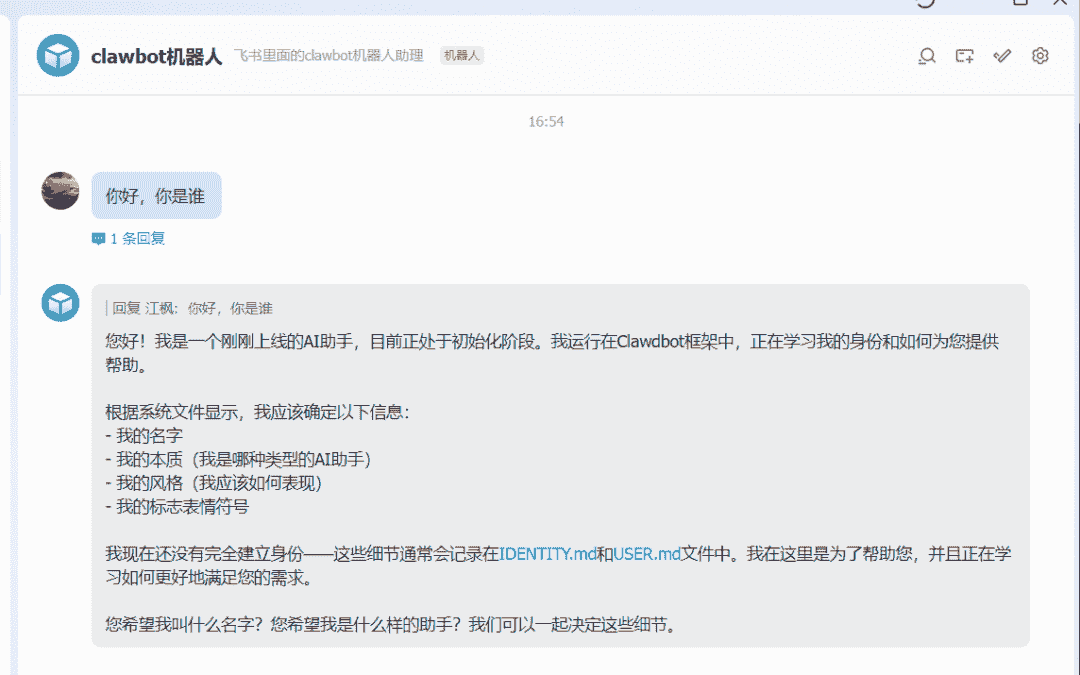 clawbot机器人 飞书里面的clawbot机器人助理 机器人
16:54
你好，你是谁
1 条回复
回复 江枫：你好，你是谁
您好！我是一个刚刚上线的AI助手，目前正处于初始化阶段。我运行在Clawdbot框架中，正在学习我的身份和如何为您提供
帮助。
根据系统文件显示，我应该确定以下信息：
- 我的名字
- 我的本质（我是哪种类型的AI助手）
- 我的风格（我应该如何表现）
- 我的标志表情符号
我现在还没有完全建立身份——这些细节通常会记录在IDENTITY.md和USER.md文件中。我在这里是为了帮助您，并且正在学
习如何更好地满足您的需求。
您希望我叫什么名字？您希望我是什么样的助手？我们可以一起决定这些细节。